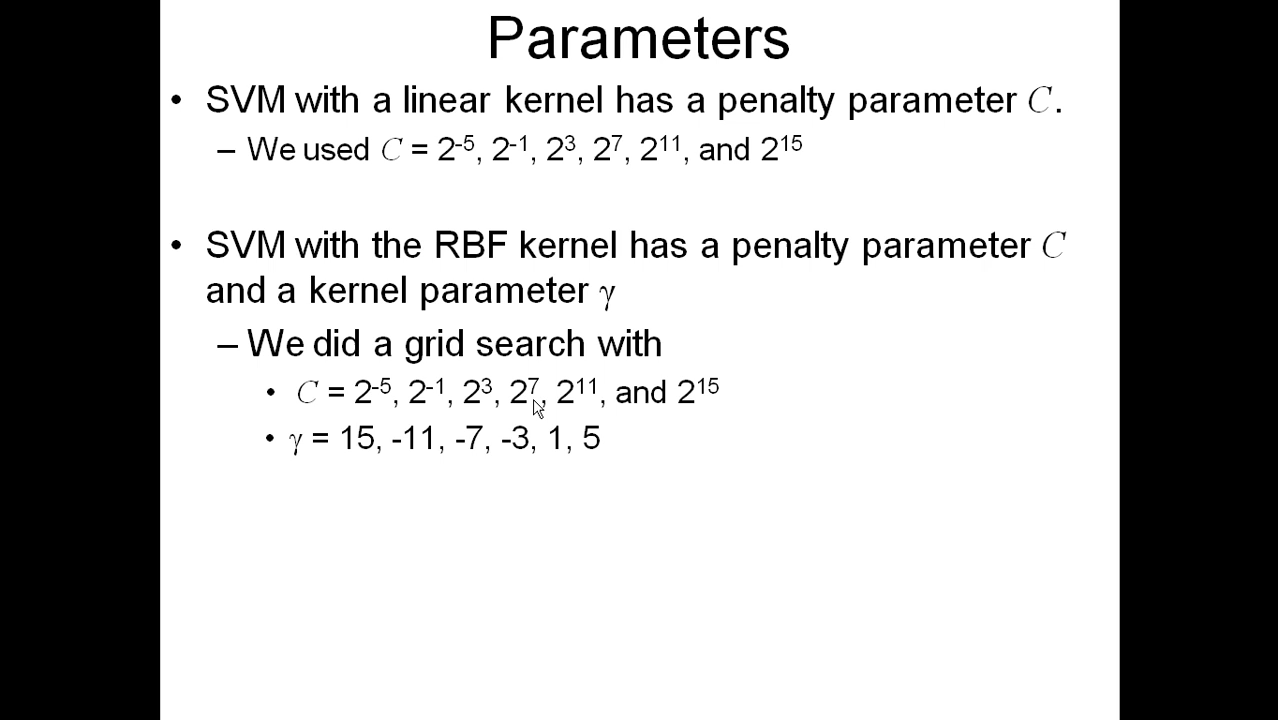 Parameters
• SVM with a linear kernel has a penalty parameter C.
– We used C = 2⁻⁵, 2⁻¹, 2³, 2⁷, 2¹¹, and 2¹⁵
• SVM with the RBF kernel has a penalty parameter C
and a kernel parameter γ
– We did a grid search with
• C = 2⁻⁵, 2⁻¹, 2³, 2⁷, 2¹¹, and 2¹⁵
• γ = 15, -11, -7, -3, 1, 5